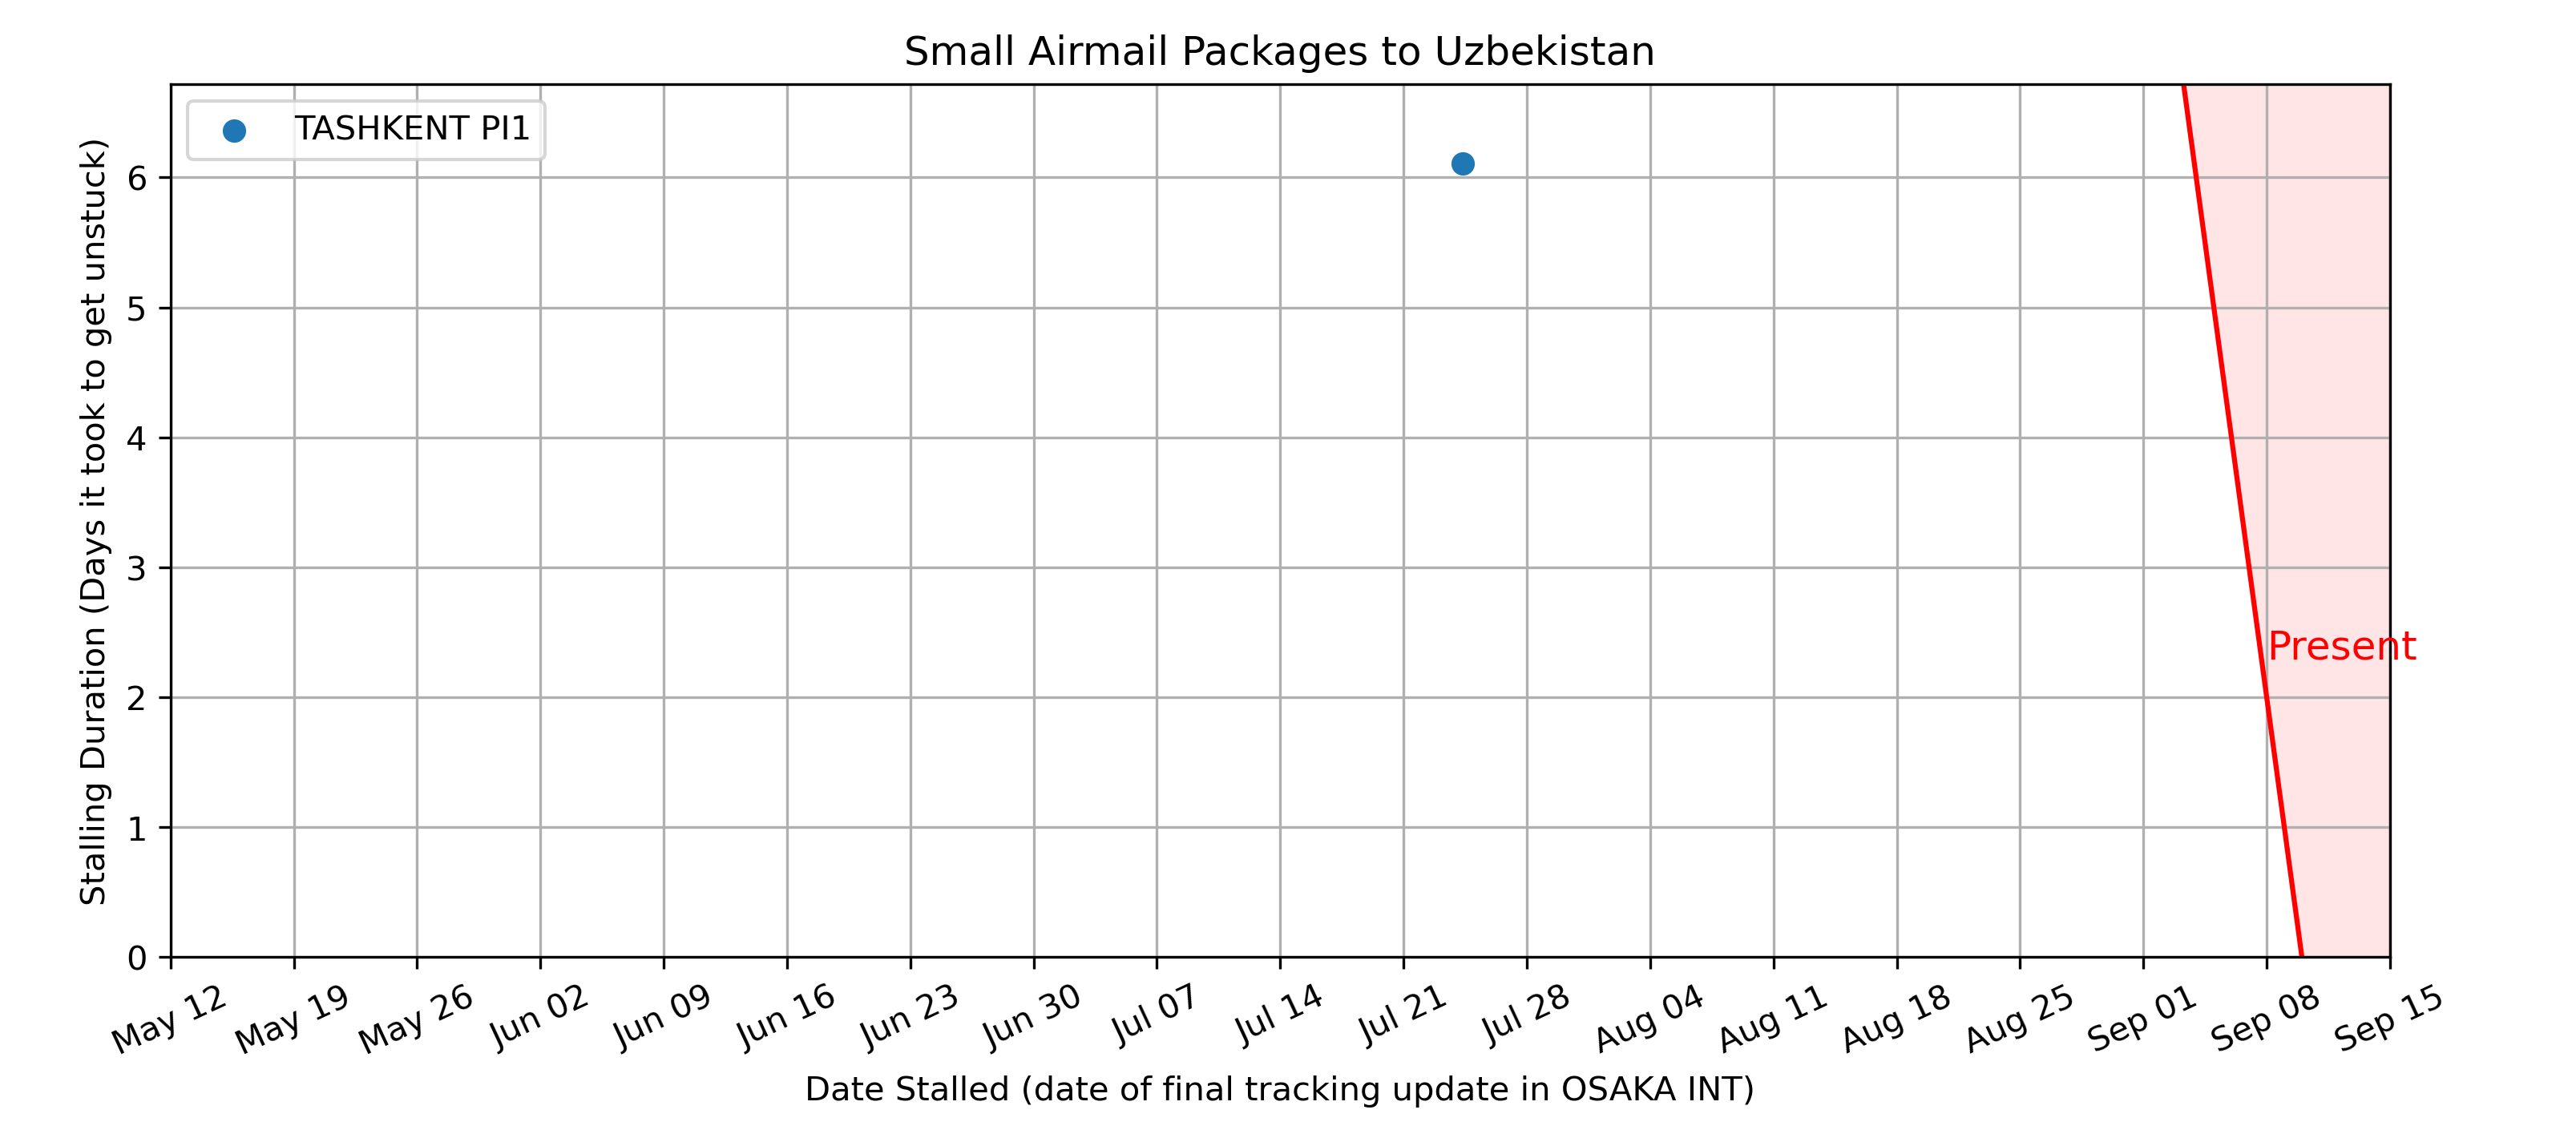 Small Airmail Packages to Uzbekistan
TASHKENT PI1
Stalling Duration (Days it took to get unstuck)
6
5
4
3
2
1
0
Present
May 12
May 19
May 26
Jun 02
Jun 09
Jun 16
Jun 23
Jun 30
Jul 07
Jul 14
Jul 21
Jul 28
Aug 04
Aug 11
Aug 18
Aug 25
Sep 01
Sep 08
Sep 15
Date Stalled (date of final tracking update in OSAKA INT)